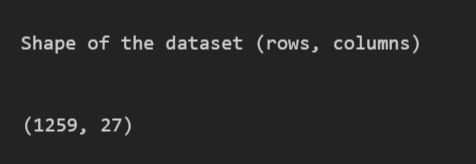 Shape of the dataset (rows, columns)
(1259, 27)